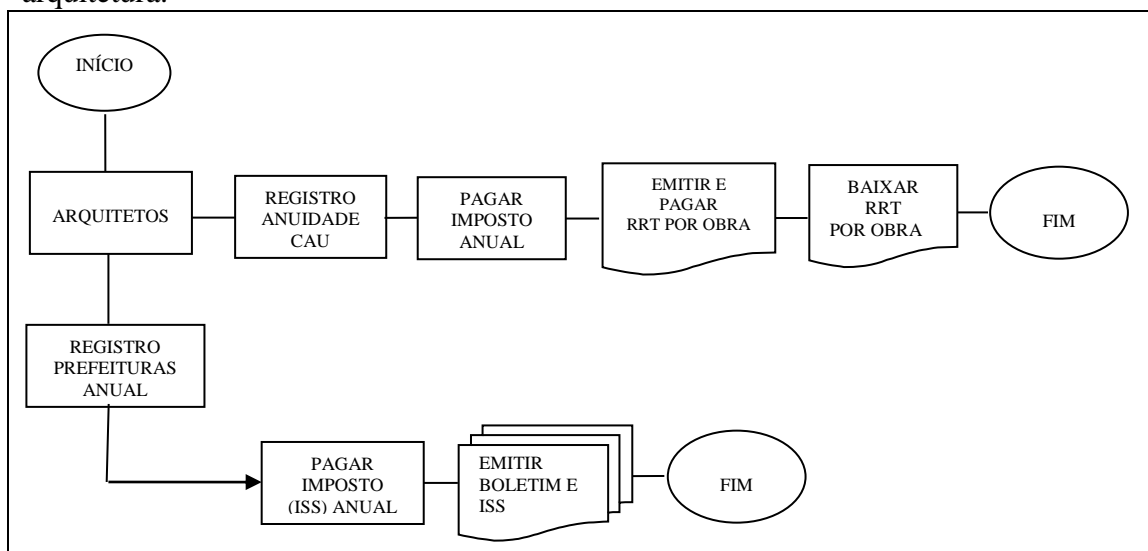 arquitetura.
INÍCIO
ARQUITETOS
REGISTRO
ANUIDADE
CAU
PAGAR
IMPOSTO
ANUAL
EMITIR E
PAGAR
RRT POR OBRA
BAIXAR
RRT
POR OBRA
FIM
REGISTRO
PREFEITURAS
ANUAL
PAGAR
IMPOSTO
(ISS) ANUAL
EMITIR
BOLETIM E
ISS
FIM